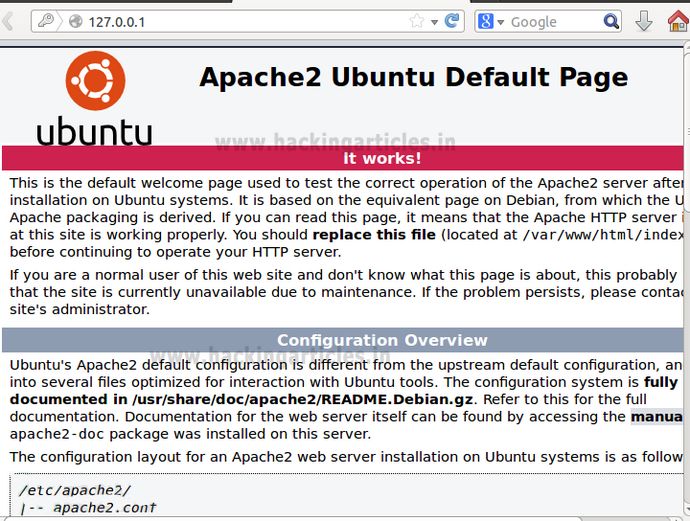 127.0.0.1
Google
ubuntu
Apache2 Ubuntu Default Page
www.hackingarticles.in
It works!
This is the default welcome page used to test the correct operation of the Apache2 server after
installation on Ubuntu systems. It is based on the equivalent page on Debian, from which the U
Apache packaging is derived. If you can read this page, it means that the Apache HTTP server i
at this site is working properly. You should replace this file (located at /var/www/html/index
before continuing to operate your HTTP server.
If you are a normal user of this web site and don't know what this page is about, this probably
that the site is currently unavailable due to maintenance. If the problem persists, please contac
site's administrator.
Configuration Overview
www.hackingarticles.in
Ubuntu's Apache2 default configuration is different from the upstream default configuration, an
into several files optimized for interaction with Ubuntu tools. The configuration system is fully
documented in /usr/share/doc/apache2/README.Debian.gz. Refer to this for the full
documentation. Documentation for the web server itself can be found by accessing the manua
apache2-doc package was installed on this server.
The configuration layout for an Apache2 web server installation on Ubuntu systems is as follow
/etc/apache2/
|-- apache2.conf